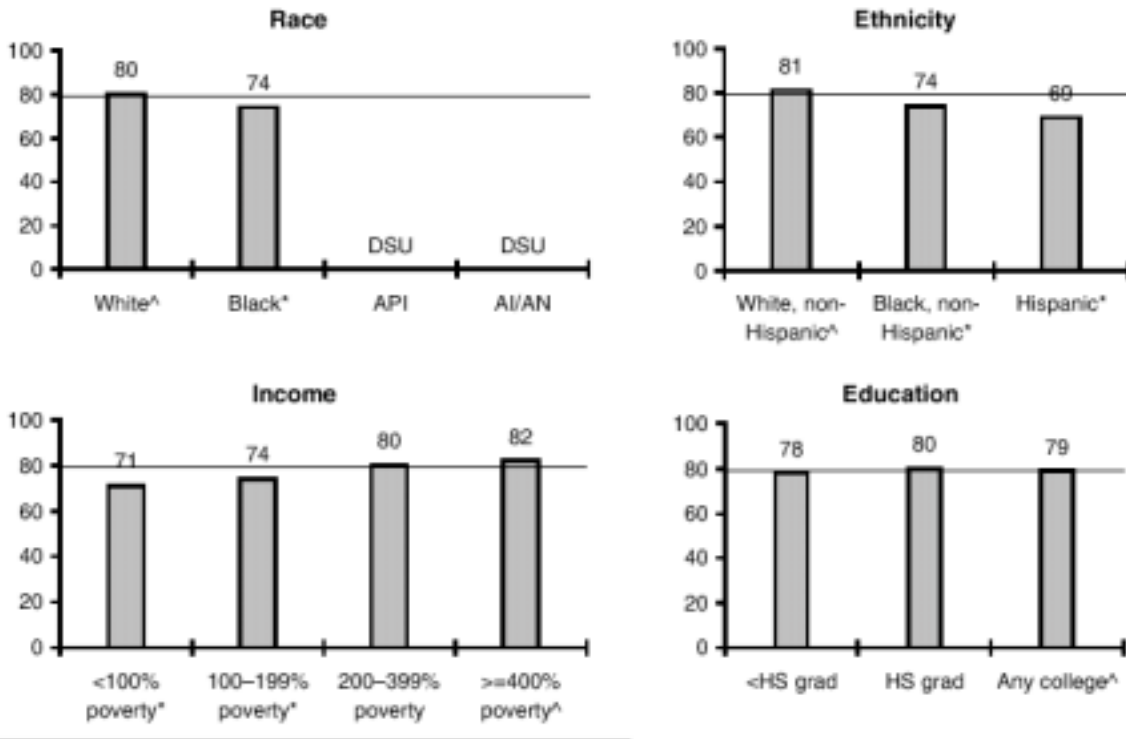 Race
100
80
60
40
20
0
80
74
DSU
DSU
White^
Black*
API
AI/AN
Ethnicity
100
80
60
40
20
0
81
74
69
White, non-
Hispanic^
Black, non-
Hispanic*
Hispanic*
Income
100
80
60
40
20
0
71
74
80
82
<100%
poverty*
100–199%
poverty*
200–399%
poverty
>=400%
poverty^
Education
100
80
60
40
20
0
78
80
79
<HS grad
HS grad
Any college^